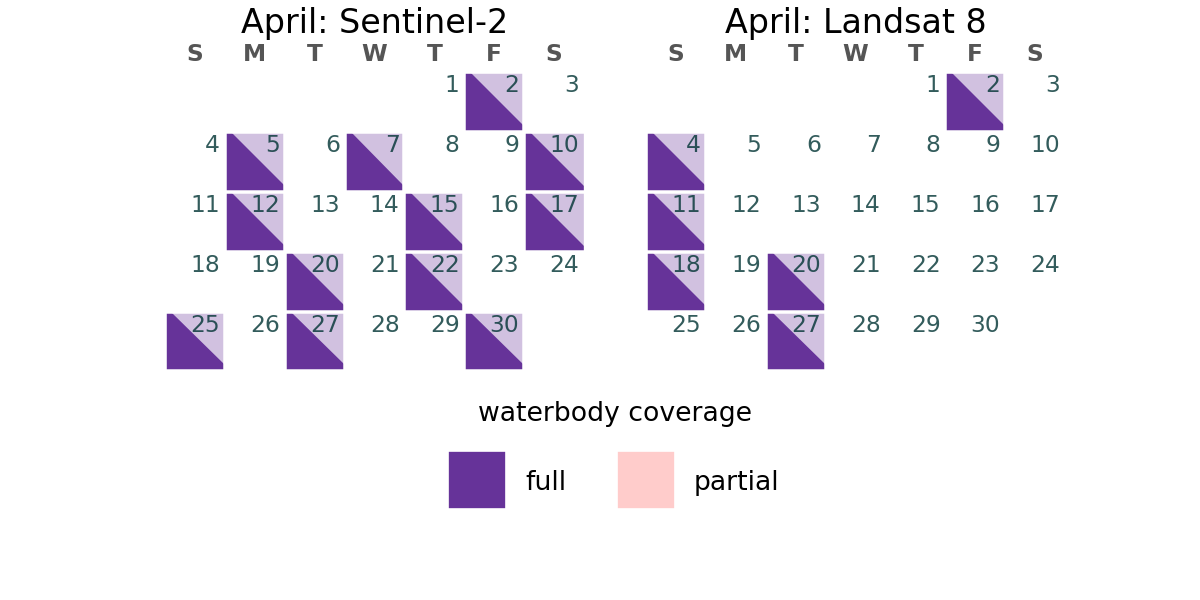 April: Sentinel-2
S M T W T F S
1 2 3
4 5 6 7 8 9 10
11 12 13 14 15 16 17
18 19 20 21 22 23 24
25 26 27 28 29 30
April: Landsat 8
S M T W T F S
1 2 3
4 5 6 7 8 9 10
11 12 13 14 15 16 17
18 19 20 21 22 23 24
25 26 27 28 29 30
waterbody coverage
full partial